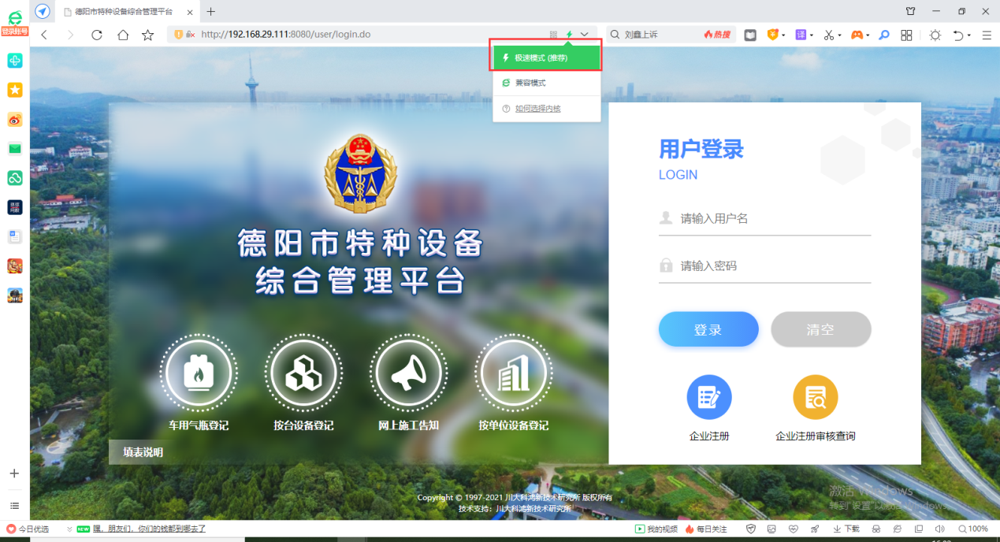 登录账号
德阳市特种设备综合管理平台
http://192.168.29.111:8080/user/login.do
刘鑫上诉
热搜
译
极速模式 (推荐)
兼容模式
如何选择内核
德阳市特种设备
综合管理平台
车用气瓶登记
按台设备登记
网上施工告知
按单位设备登记
填表说明
用户登录
LOGIN
请输入用户名
请输入密码
登录
清空
企业注册
企业注册审核查询
Copyright © 1997-2021 川大科鸿新技术研究所 版权所有
技术支持：川大科鸿新技术研究所
激活 Windows
转到"设置"以激活 Windows。
今日优选
NEW
嘿，朋友们，你们的钱都到哪去了
我的视频
每日关注
下载
100%